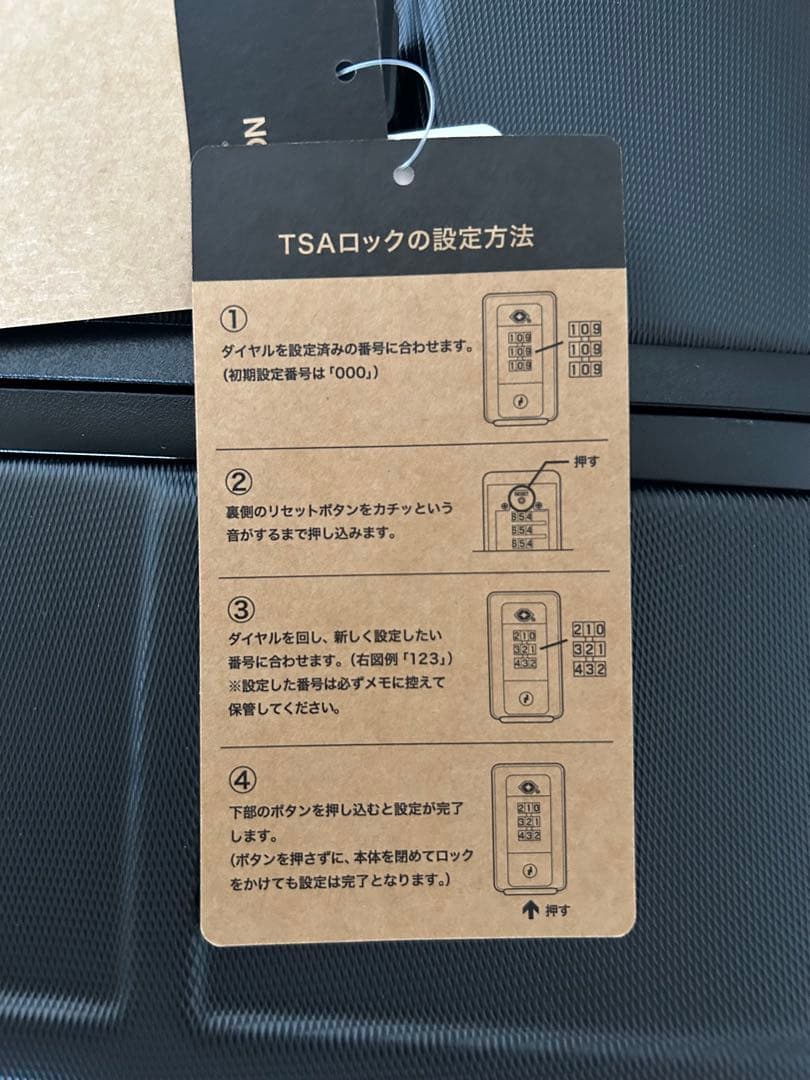 TSAロックの設定方法
①
ダイヤルを設定済みの番号に合わせます。
(初期設定番号は「000」)
109
109
109
109
109
109
②
裏側のリセットボタンをカチッという
音がするまで押し込みます。
押す
654
654
654
③
ダイヤルを回し、新しく設定したい
番号に合わせます。(右図例「123」)
※設定した番号は必ずメモに控えて
保管してください。
210
321
432
210
321
432
④
下部のボタンを押し込むと設定が完了
します。
(ボタンを押さずに、本体を閉めてロック
をかけても設定は完了となります。)
210
321
432
押す